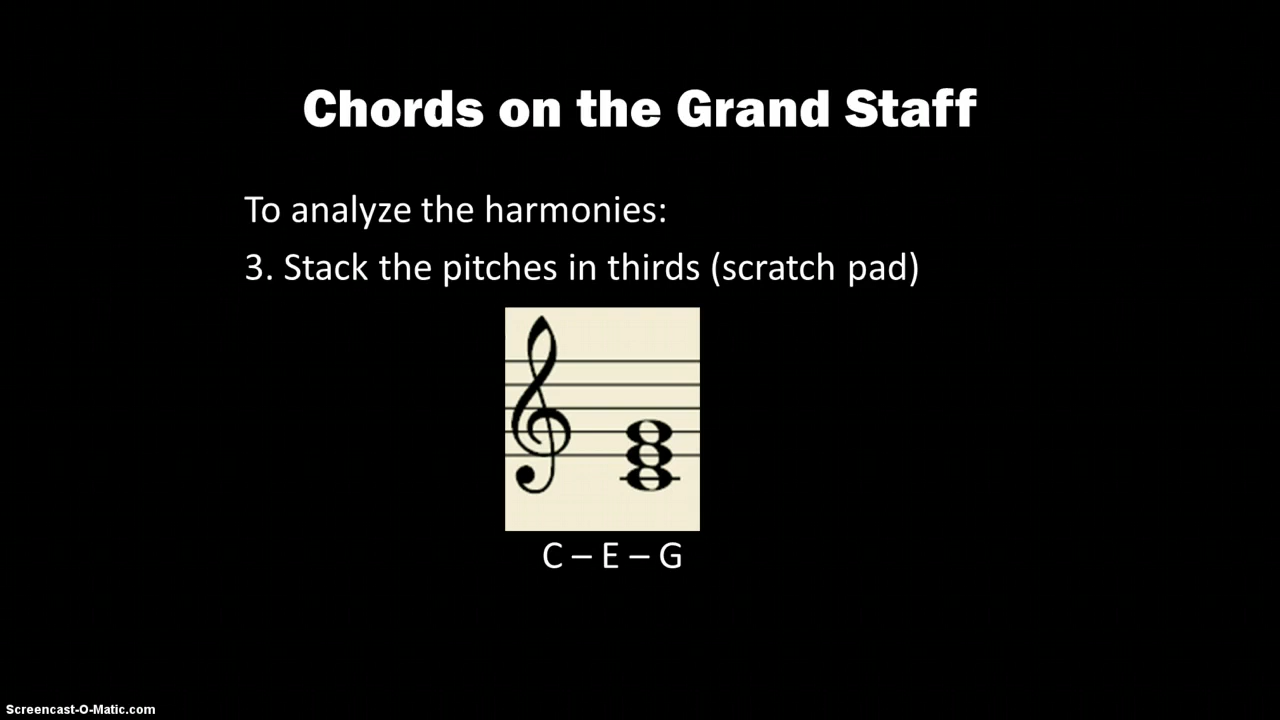 Chords on the Grand Staff
To analyze the harmonies:
3. Stack the pitches in thirds (scratch pad)
C – E – G
Screencast-O-Matic.com